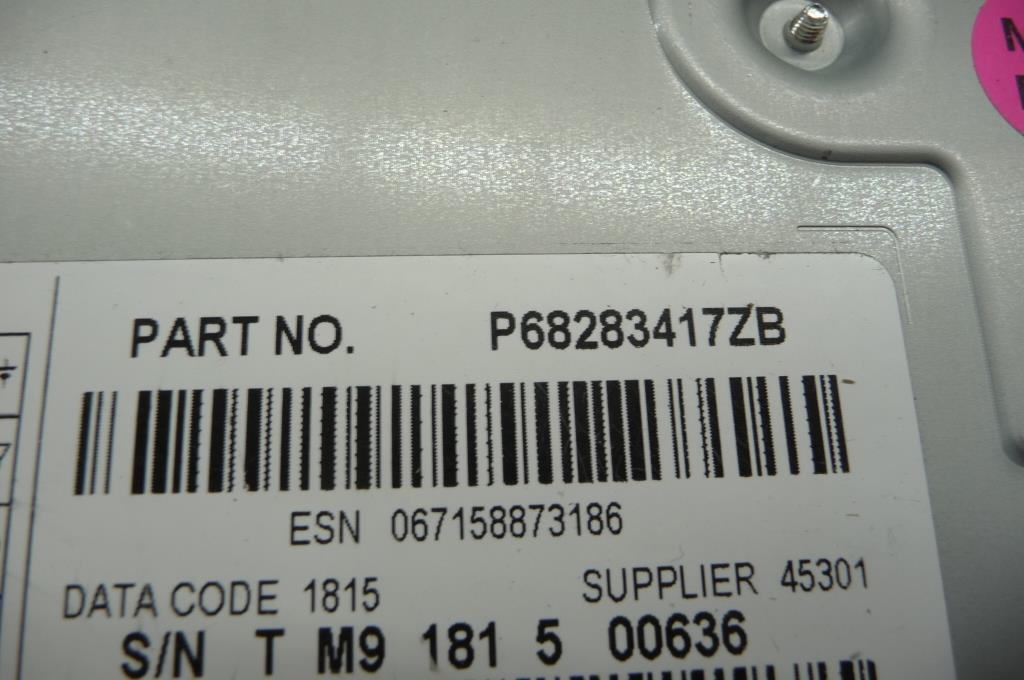 PART NO. P68283417ZB
ESN 067158873186
DATA CODE 1815 SUPPLIER 45301
S/N T M9 181 5 00636